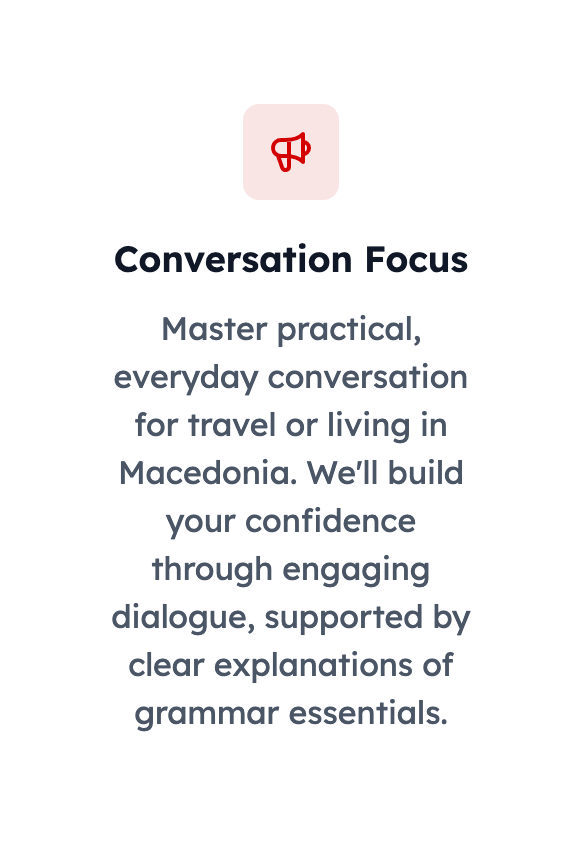 Conversation Focus
Master practical,
everyday conversation
for travel or living in
Macedonia. We'll build
your confidence
through engaging
dialogue, supported by
clear explanations of
grammar essentials.